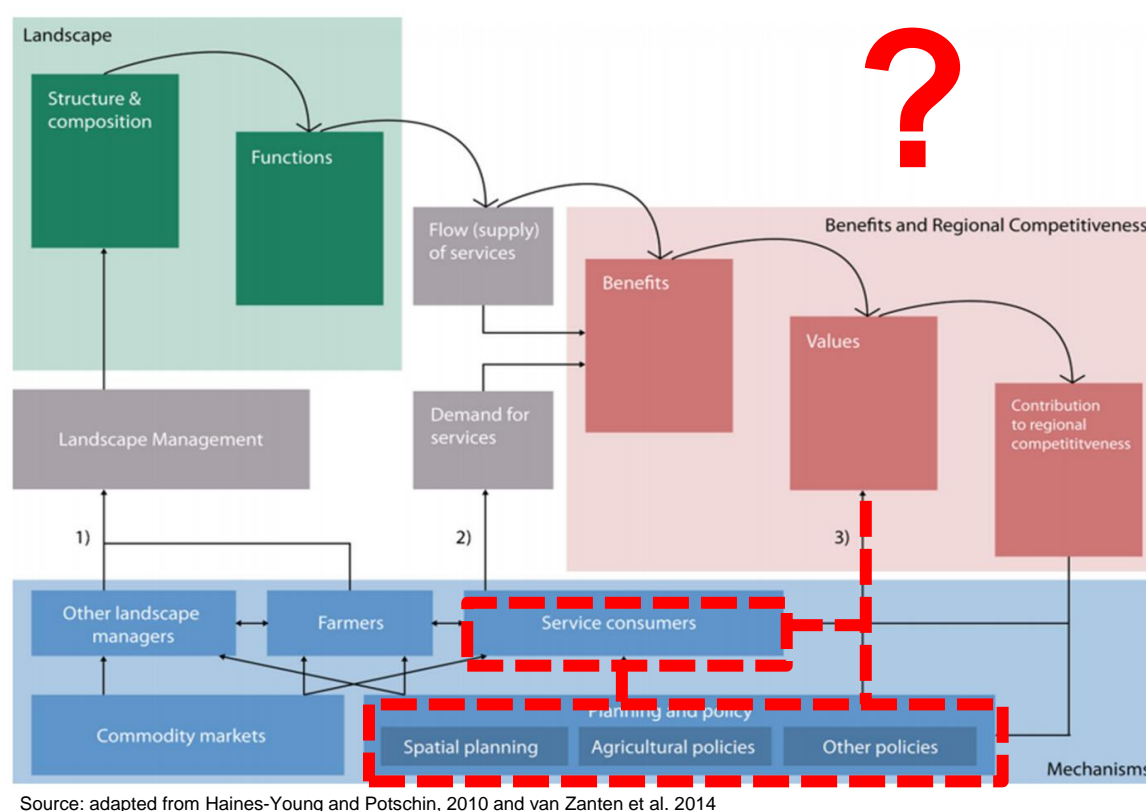 Landscape
?
Structure &
composition
Functions
Flow (supply)
of services
Benefits and Regional Competitiveness
Benefits
Values
Contribution
to regional
competititveness
Landscape Management
Demand for
services
1)
2)
3)
Other landscape
managers
Farmers
Service consumers
Planning and policy
Commodity markets
Spatial planning
Agricultural policies
Other policies
Mechanisms
Source: adapted from Haines-Young and Potschin, 2010 and van Zanten et al. 2014